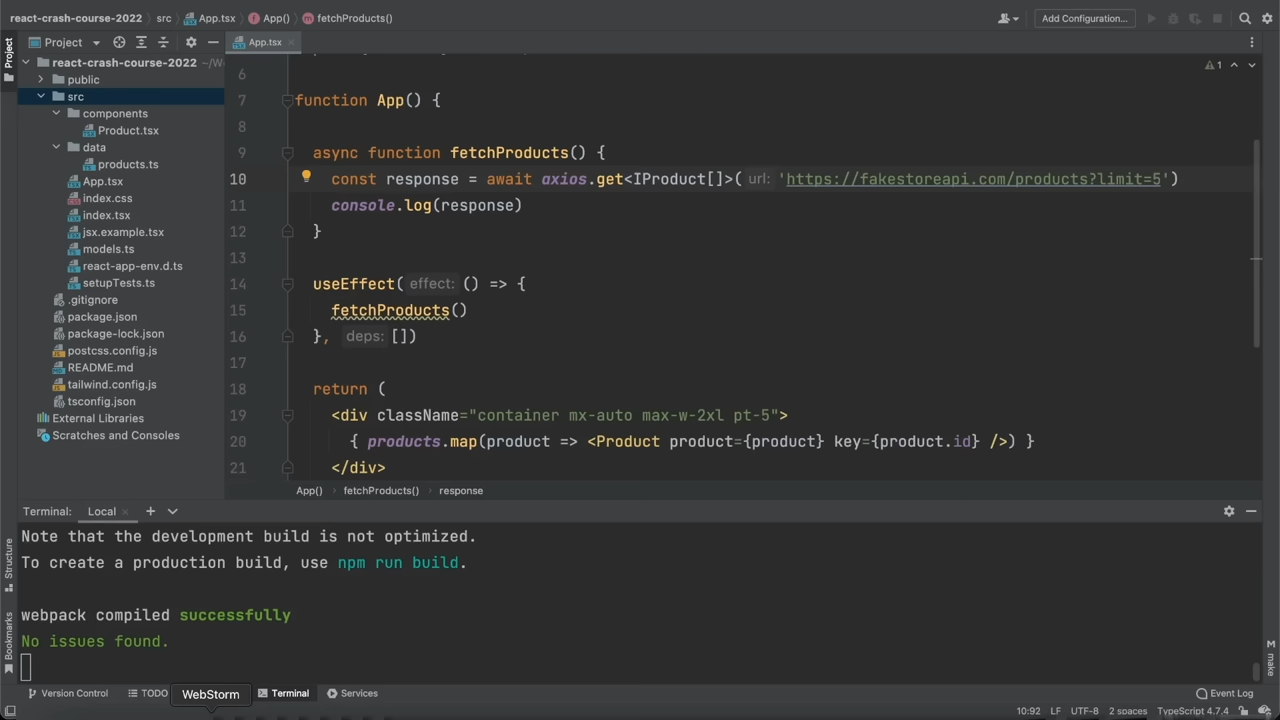 react-crash-course-2022 src App.tsx App() fetchProducts() Add Configuration...
Project App.tsx
react-crash-course-2022 ~/W
public
src
components
Product.tsx
data
products.ts
App.tsx
index.css
index.tsx
jsx.example.tsx
models.ts
react-app-env.d.ts
setupTests.ts
.gitignore
package.json
package-lock.json
postcss.config.js
README.md
tailwind.config.js
tsconfig.json
External Libraries
Scratches and Consoles
Project
Structure
Bookmarks
1
6
7 function App() {
8
9 async function fetchProducts() {
10 const response = await axios.get<IProduct[]>( url: 'https://fakestoreapi.com/products?limit=5')
11 console.log(response)
12 }
13
14 useEffect( effect: () => {
15 fetchProducts()
16 }, deps: [])
17
18 return (
19 <div className="container mx-auto max-w-2xl pt-5">
20 { products.map(product => <Product product={product} key={product.id} />) }
21 </div>
App() fetchProducts() response
Terminal: Local
Note that the development build is not optimized.
To create a production build, use npm run build.
webpack compiled successfully
No issues found.
M make
Version Control TODO WebStorm Terminal Services Event Log
10:92 LF UTF-8 2 spaces TypeScript 4.7.4